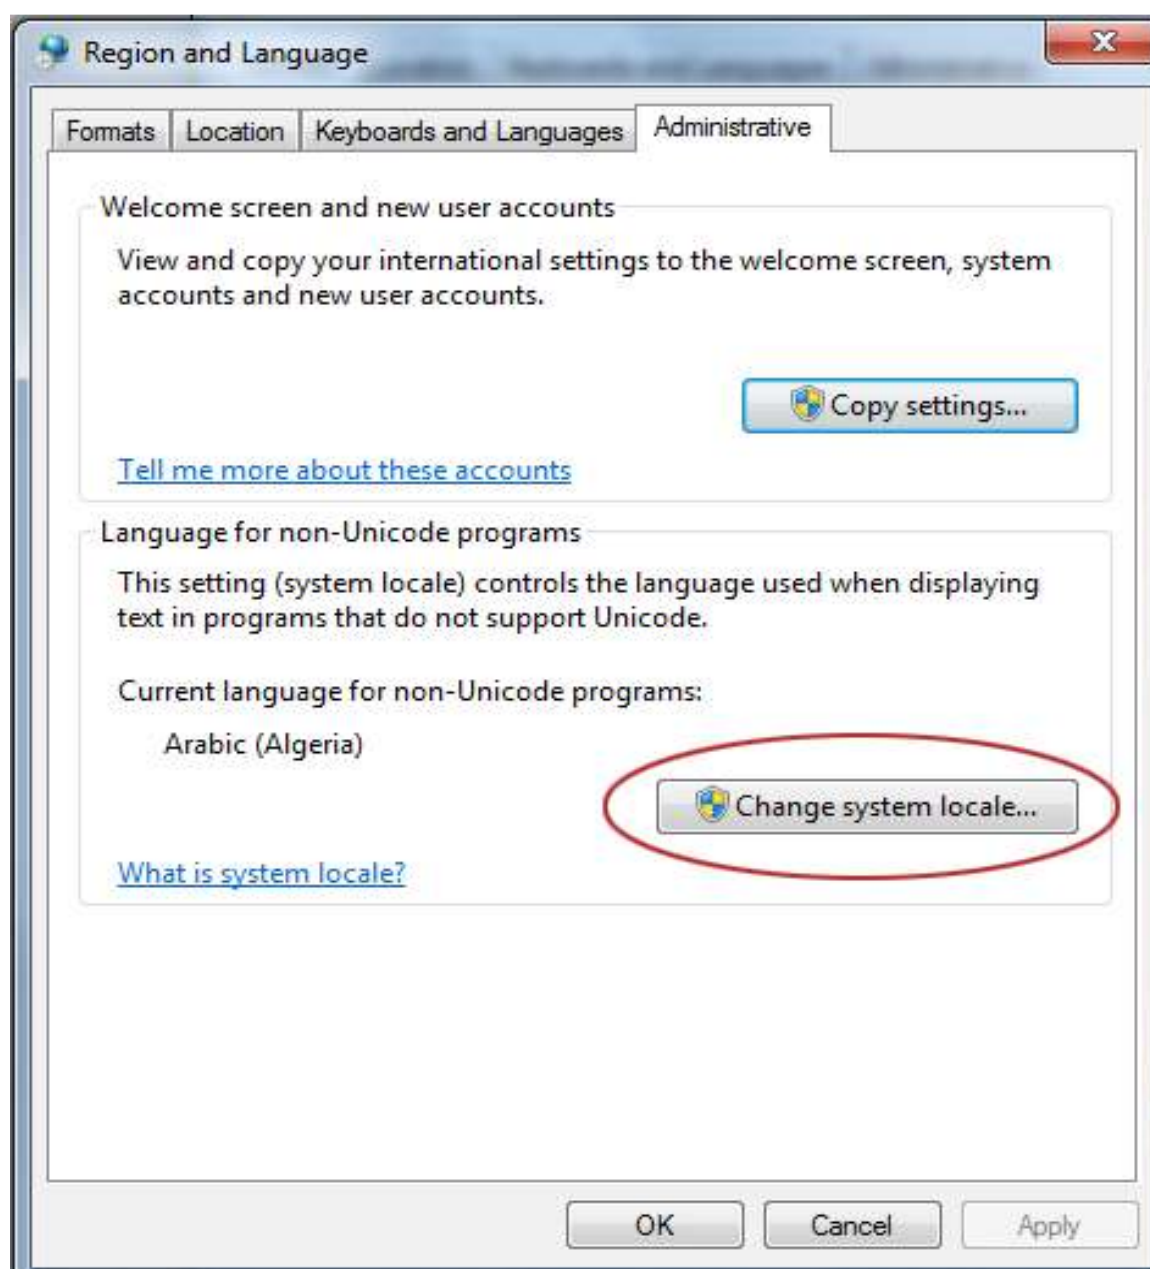 Region and Language
Formats
Location
Keyboards and Languages
Administrative
Welcome screen and new user accounts
View and copy your international settings to the welcome screen, system
accounts and new user accounts.
Copy settings...
Tell me more about these accounts
Language for non-Unicode programs
This setting (system locale) controls the language used when displaying
text in programs that do not support Unicode.
Current language for non-Unicode programs:
Arabic (Algeria)
Change system locale...
What is system locale?
OK
Cancel
Apply